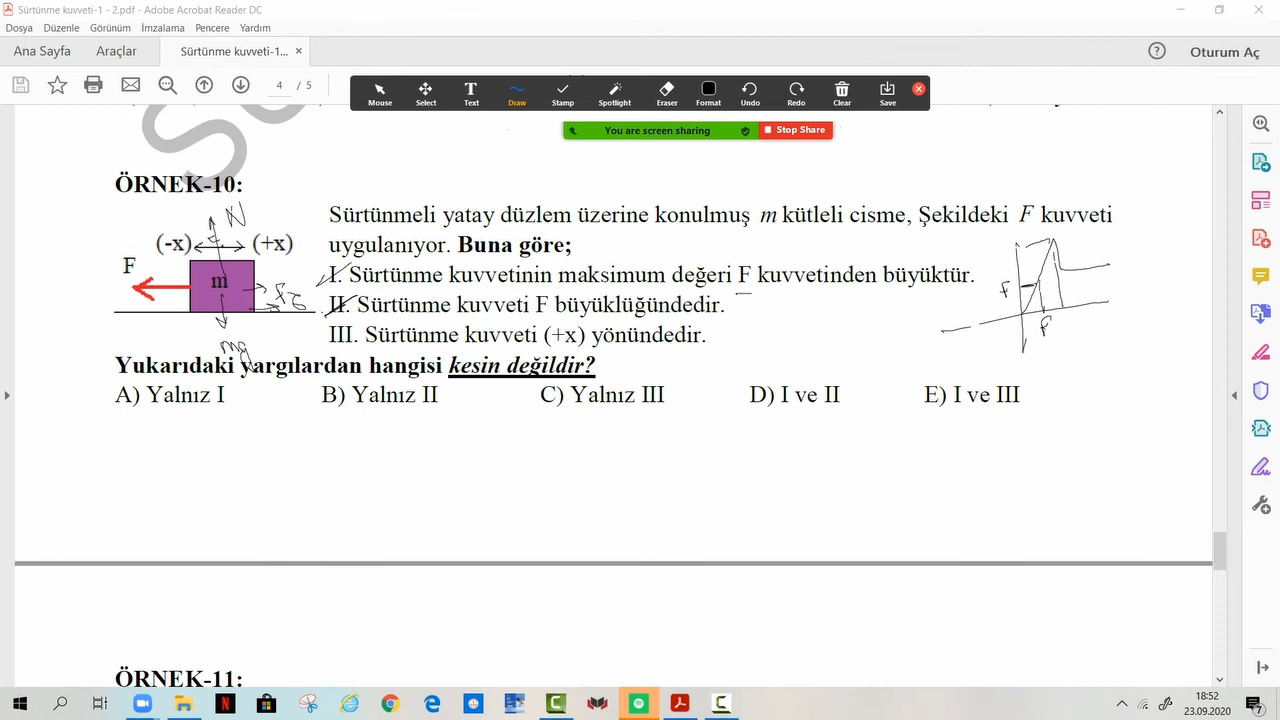 Sürtünme kuvveti-1 - 2.pdf - Adobe Acrobat Reader DC
Dosya Düzenle Görünüm İmzalama Pencere Yardım
Ana Sayfa Araçlar Sürtünme kuvveti-1... × Oturum Aç
4 / 5
Mouse Select Text Draw Stamp Spotlight Eraser Format Undo Redo Clear Save
You are screen sharing Stop Share
ÖRNEK-10:
N
(-x) (+x)
F
m
fs
mg
Sürtünmeli yatay düzlem üzerine konulmuş m kütleli cisme, Şekildeki F kuvveti
uygulanıyor. Buna göre;
I. Sürtünme kuvvetinin maksimum değeri F kuvvetinden büyüktür.
II. Sürtünme kuvveti F büyüklüğündedir.
III. Sürtünme kuvveti (+x) yönündedir.
f
F
Yukarıdaki yargılardan hangisi kesin değildir?
A) Yalnız I B) Yalnız II C) Yalnız III D) I ve II E) I ve III
ÖRNEK-11:
18:52
23.09.2020
7